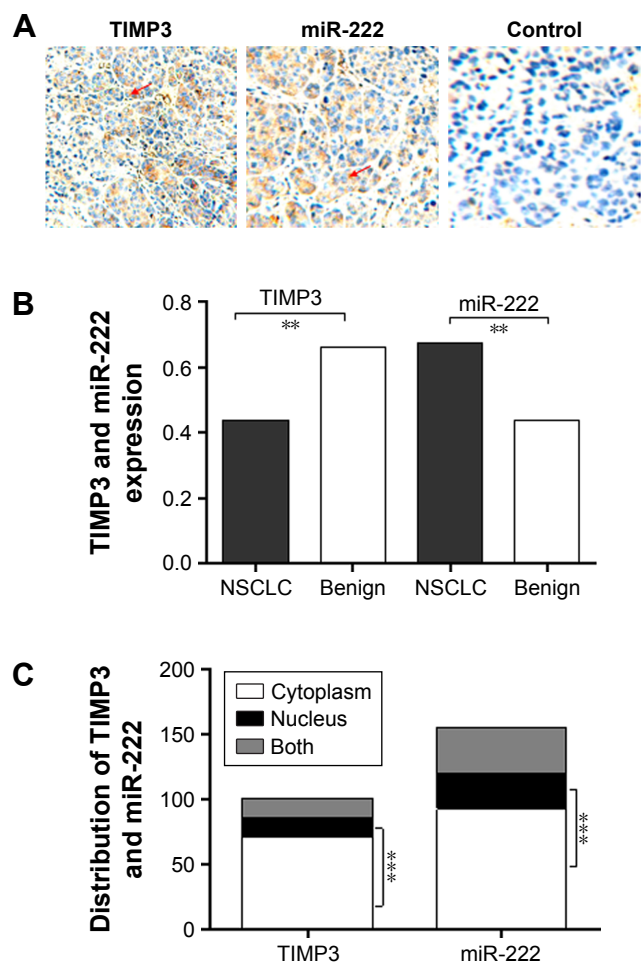 A
TIMP3 miR-222 Control
B
TIMP3 and miR-222
expression
0.8
0.6
0.4
0.2
0.0
TIMP3
**
miR-222
**
NSCLC Benign NSCLC Benign
C
Distribution of TIMP3
and miR-222
200
150
100
50
0
Cytoplasm
Nucleus
Both
***
***
TIMP3 miR-222